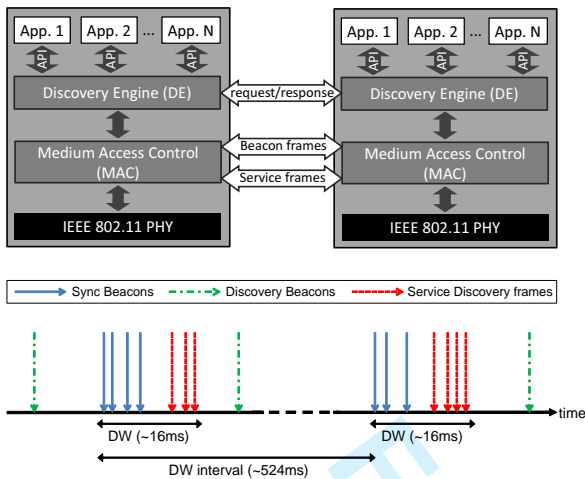 App. 1 App. 2 ... App. N
API API API
Discovery Engine (DE)
Medium Access Control
(MAC)
IEEE 802.11 PHY
request/response
Beacon frames
Service frames
App. 1 App. 2 ... App. N
API API API
Discovery Engine (DE)
Medium Access Control
(MAC)
IEEE 802.11 PHY
Sync Beacons Discovery Beacons Service Discovery frames
time
DW (~16ms) DW (~16ms)
DW interval (~524ms)